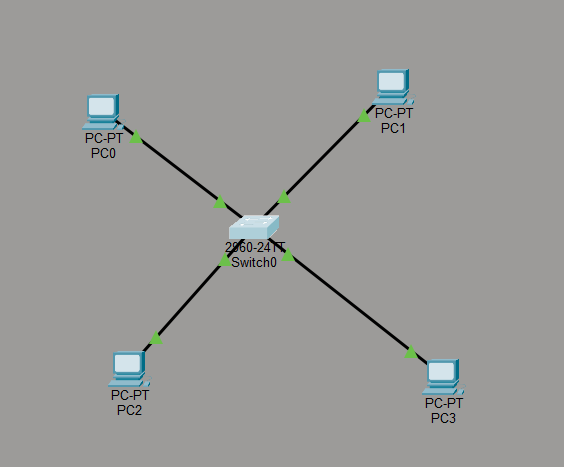 PC-PT
PC1
PC-PT
PC0
2960-24TT
Switch0
PC-PT
PC2
PC-PT
PC3